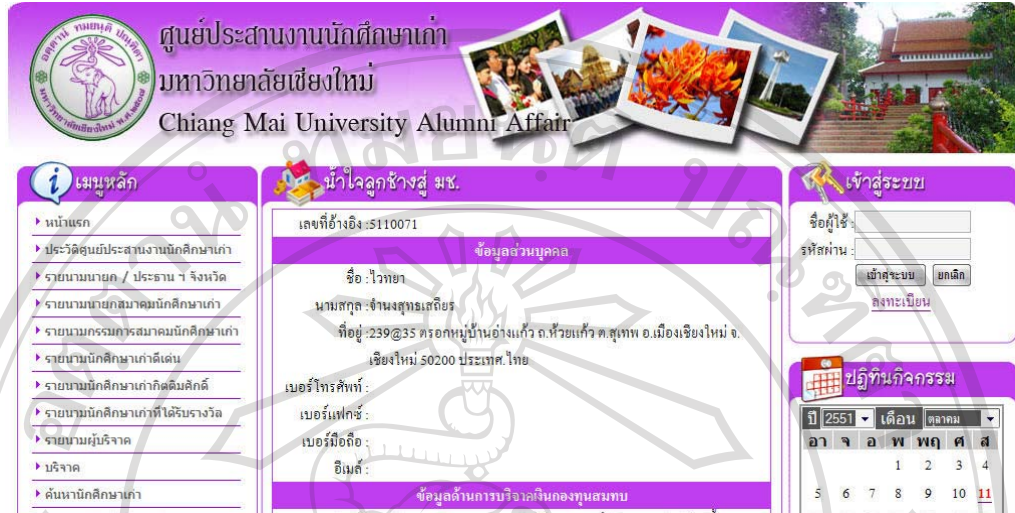 ศูนย์ประสานงานนักศึกษาเก่า
มหาวิทยาลัยเชียงใหม่
Chiang Mai University Alumni Affair
เมนูหลัก
หน้าแรก
ประวัติศูนย์ประสานงานนักศึกษาเก่า
รายนามนายก / ประธาน ฯ จังหวัด
รายนามนายกสมาคมนักศึกษาเก่า
รายนามกรรมการสมาคมนักศึกษาเก่า
รายนามนักศึกษาเก่าดีเด่น
รายนามนักศึกษาเก่ากิตติมศักดิ์
รายนามนักศึกษาเก่าที่ได้รับรางวัล
รายนามผู้บริจาค
บริจาค
ค้นหานักศึกษาเก่า
น้ำใจลูกช้างสู่ มช.
เลขที่อ้างอิง :5110071
ข้อมูลส่วนบุคคล
ชื่อ :ไวทยา
นามสกุล :จำนงสุทธเสถียร
ที่อยู่ :239@35 ตรอกหมู่บ้านอ่างแก้ว ถ.ห้วยแก้ว ต.สุเทพ อ.เมืองเชียงใหม่ จ.
เชียงใหม่ 50200 ประเทศ.ไทย
เบอร์โทรศัพท์ :
เบอร์แฟกซ์ :
เบอร์มือถือ :
อีเมล์ :
ข้อมูลด้านการบริจาคเงินกองทุนสมทบ
เข้าสู่ระบบ
ชื่อผู้ใช้ :
รหัสผ่าน :
เข้าสู่ระบบ ยกเลิก
ลงทะเบียน
ปฏิทินกิจกรรม
ปี 2551 เดือน ตุลาคม
อา จ อ พ พฤ ศ ส
1 2 3 4
5 6 7 8 9 10 11